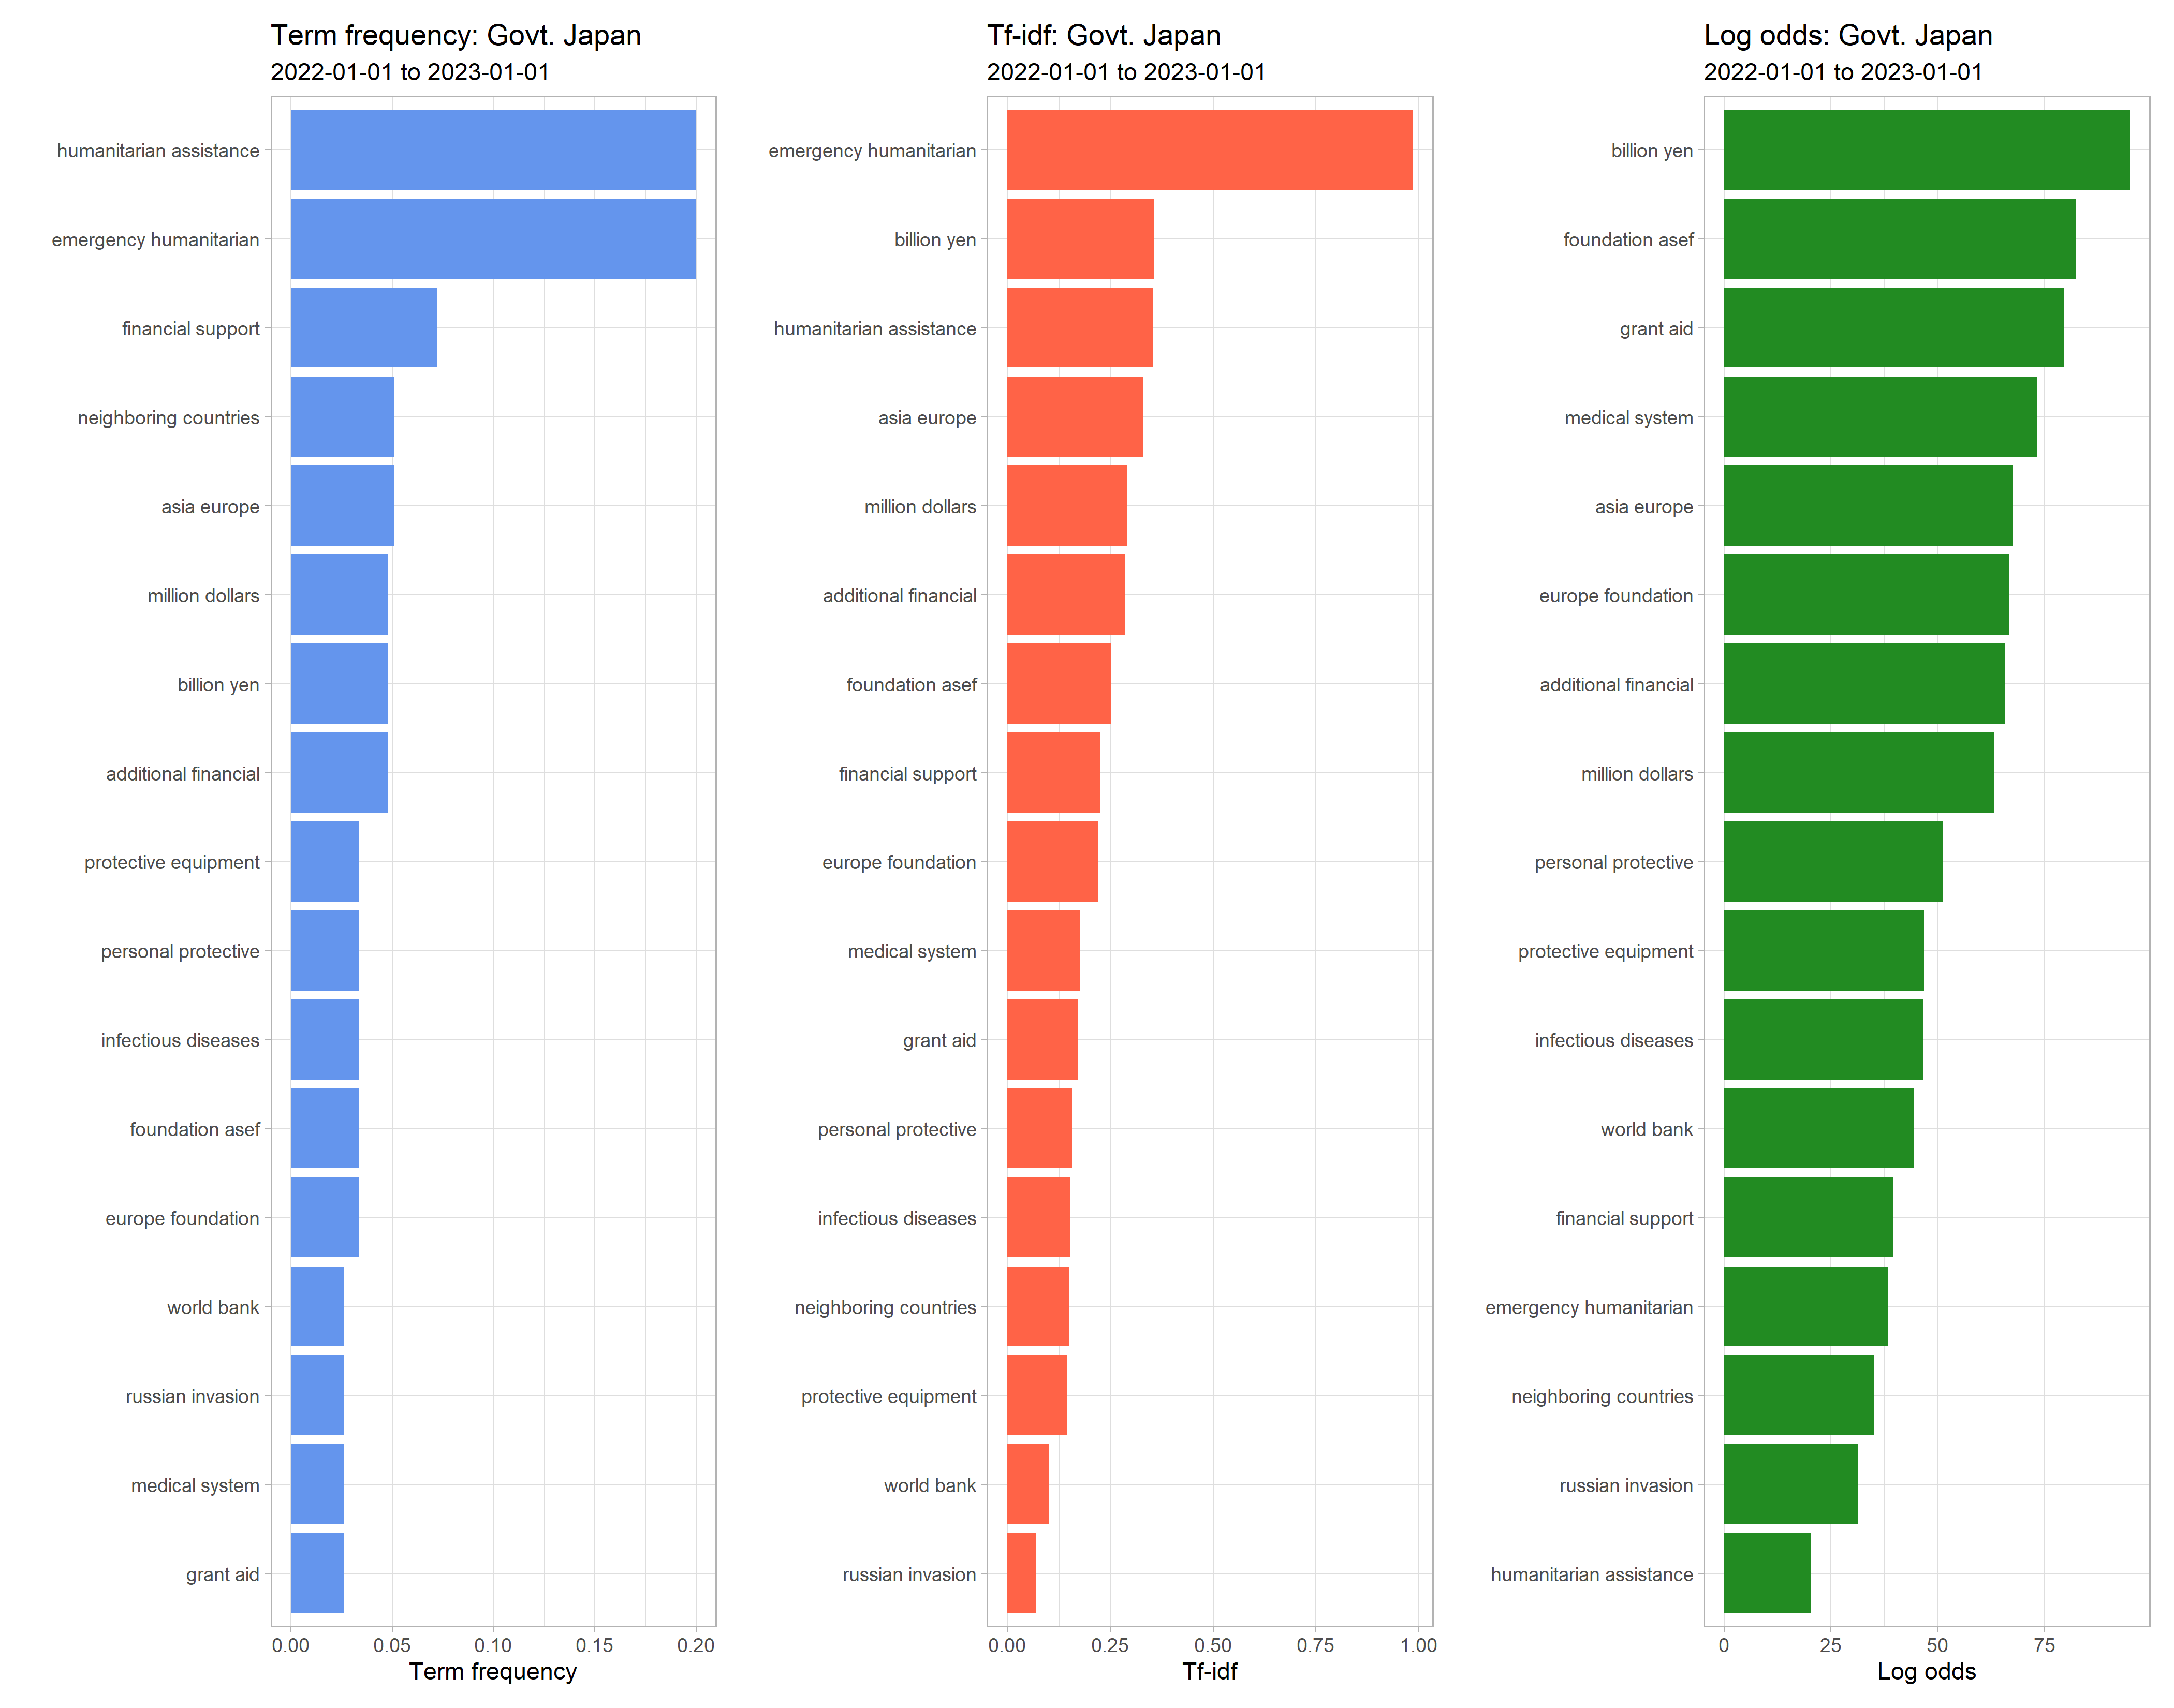 Term frequency: Govt. Japan
2022-01-01 to 2023-01-01
humanitarian assistance
emergency humanitarian
financial support
neighboring countries
asia europe
million dollars
billion yen
additional financial
protective equipment
personal protective
infectious diseases
foundation asef
europe foundation
world bank
russian invasion
medical system
grant aid
0.00 0.05 0.10 0.15 0.20
Term frequency
Tf-idf: Govt. Japan
2022-01-01 to 2023-01-01
emergency humanitarian
billion yen
humanitarian assistance
asia europe
million dollars
additional financial
foundation asef
financial support
europe foundation
medical system
grant aid
personal protective
infectious diseases
neighboring countries
protective equipment
world bank
russian invasion
0.00 0.25 0.50 0.75 1.00
Tf-idf
Log odds: Govt. Japan
2022-01-01 to 2023-01-01
billion yen
foundation asef
grant aid
medical system
asia europe
europe foundation
additional financial
million dollars
personal protective
protective equipment
infectious diseases
world bank
financial support
emergency humanitarian
neighboring countries
russian invasion
humanitarian assistance
0 25 50 75
Log odds